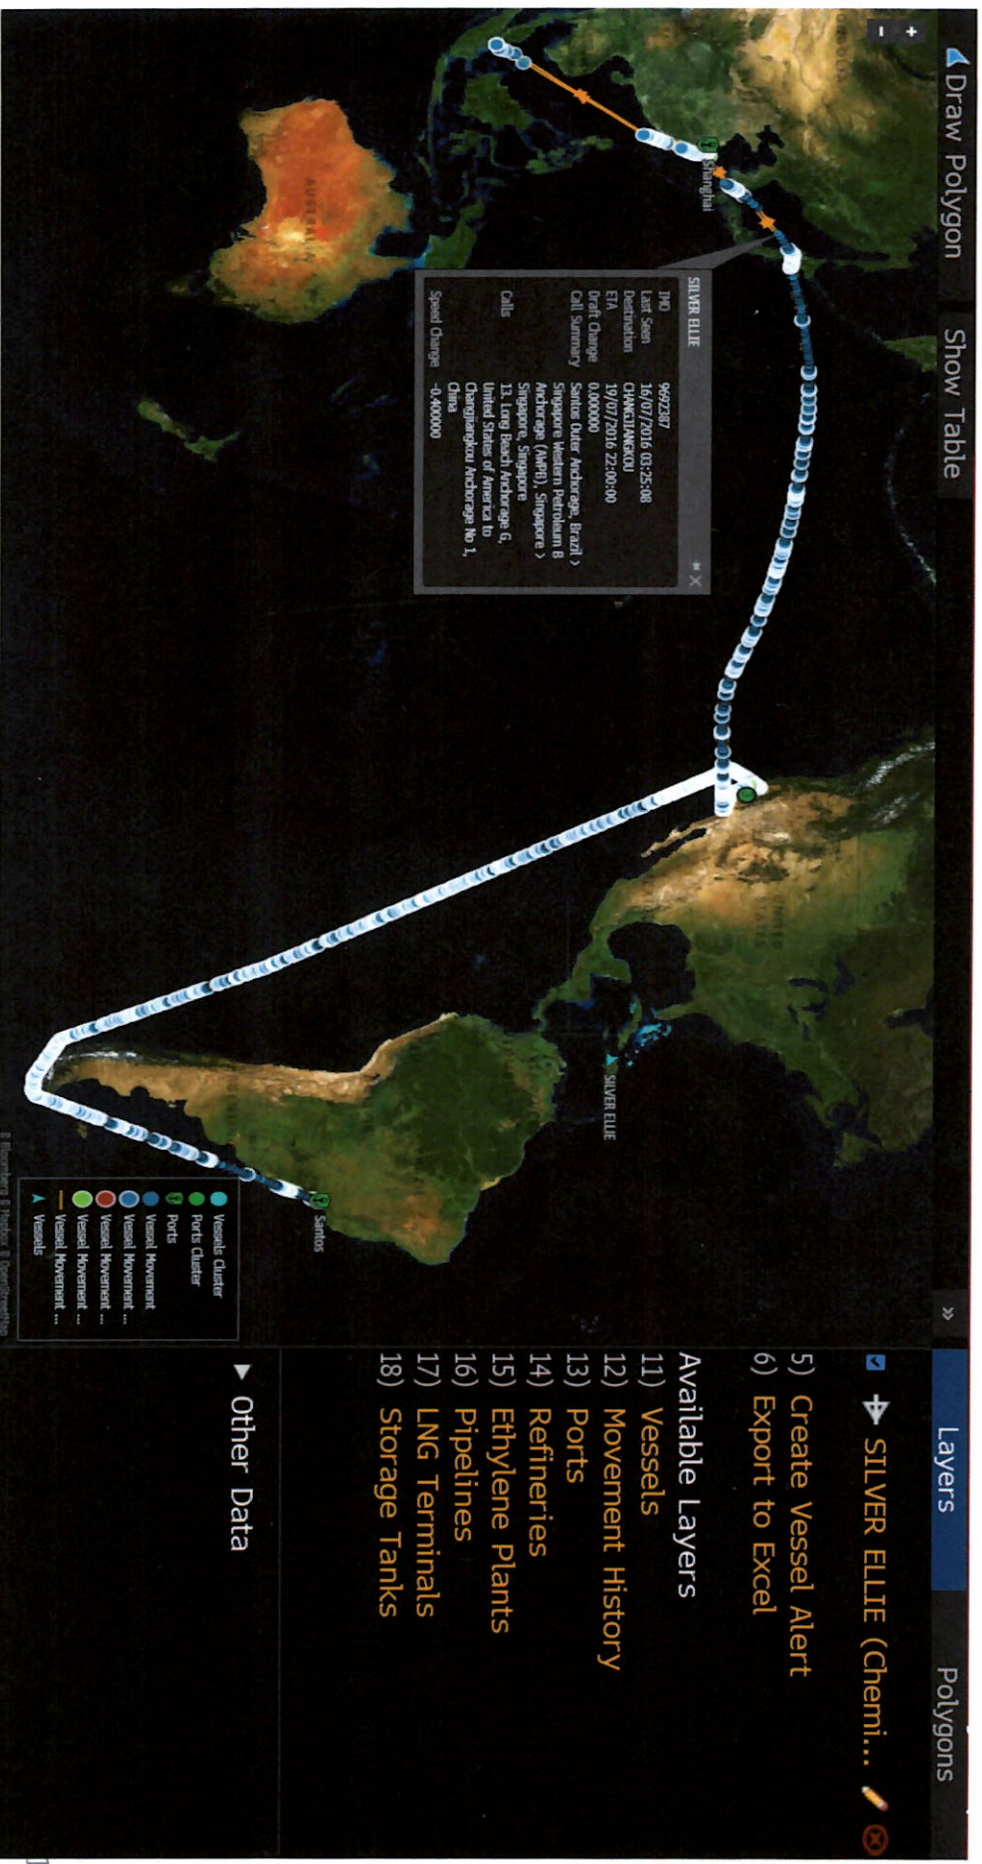 Draw Polygon
Show Table
»
Layers
Polygons
+
-
SILVER ELLIE (Chemi...
5) Create Vessel Alert
6) Export to Excel
Available Layers
11) Vessels
12) Movement History
13) Ports
14) Refineries
15) Ethylene Plants
16) Pipelines
17) LNG Terminals
18) Storage Tanks
Other Data
Shanghai
AUSTRALIA
UNITED
STATES
SILVER ELLIE
Santos
SILVER ELLIE
IMO 9692387
Last Seen 16/07/2016 03:25:08
Destination CHANGJIANGKOU
ETA 19/07/2016 22:00:00
Draft Change 0.000000
Call Summary Santos Outer Anchorage, Brazil >
Singapore Western Petroleum B
Anchorage (AWPB), Singapore >
Singapore, Singapore
Calls 13. Long Beach Anchorage G,
United States of America to
Changjiangkou Anchorage No 1,
China
Speed Change -0.400000
Vessels Cluster
Ports Cluster
Ports
Vessel Movement
Vessel Movement ...
Vessel Movement ...
Vessel Movement ...
Vessel Movement ...
Vessels
© Bloomberg © Mapbox © OpenStreetMap